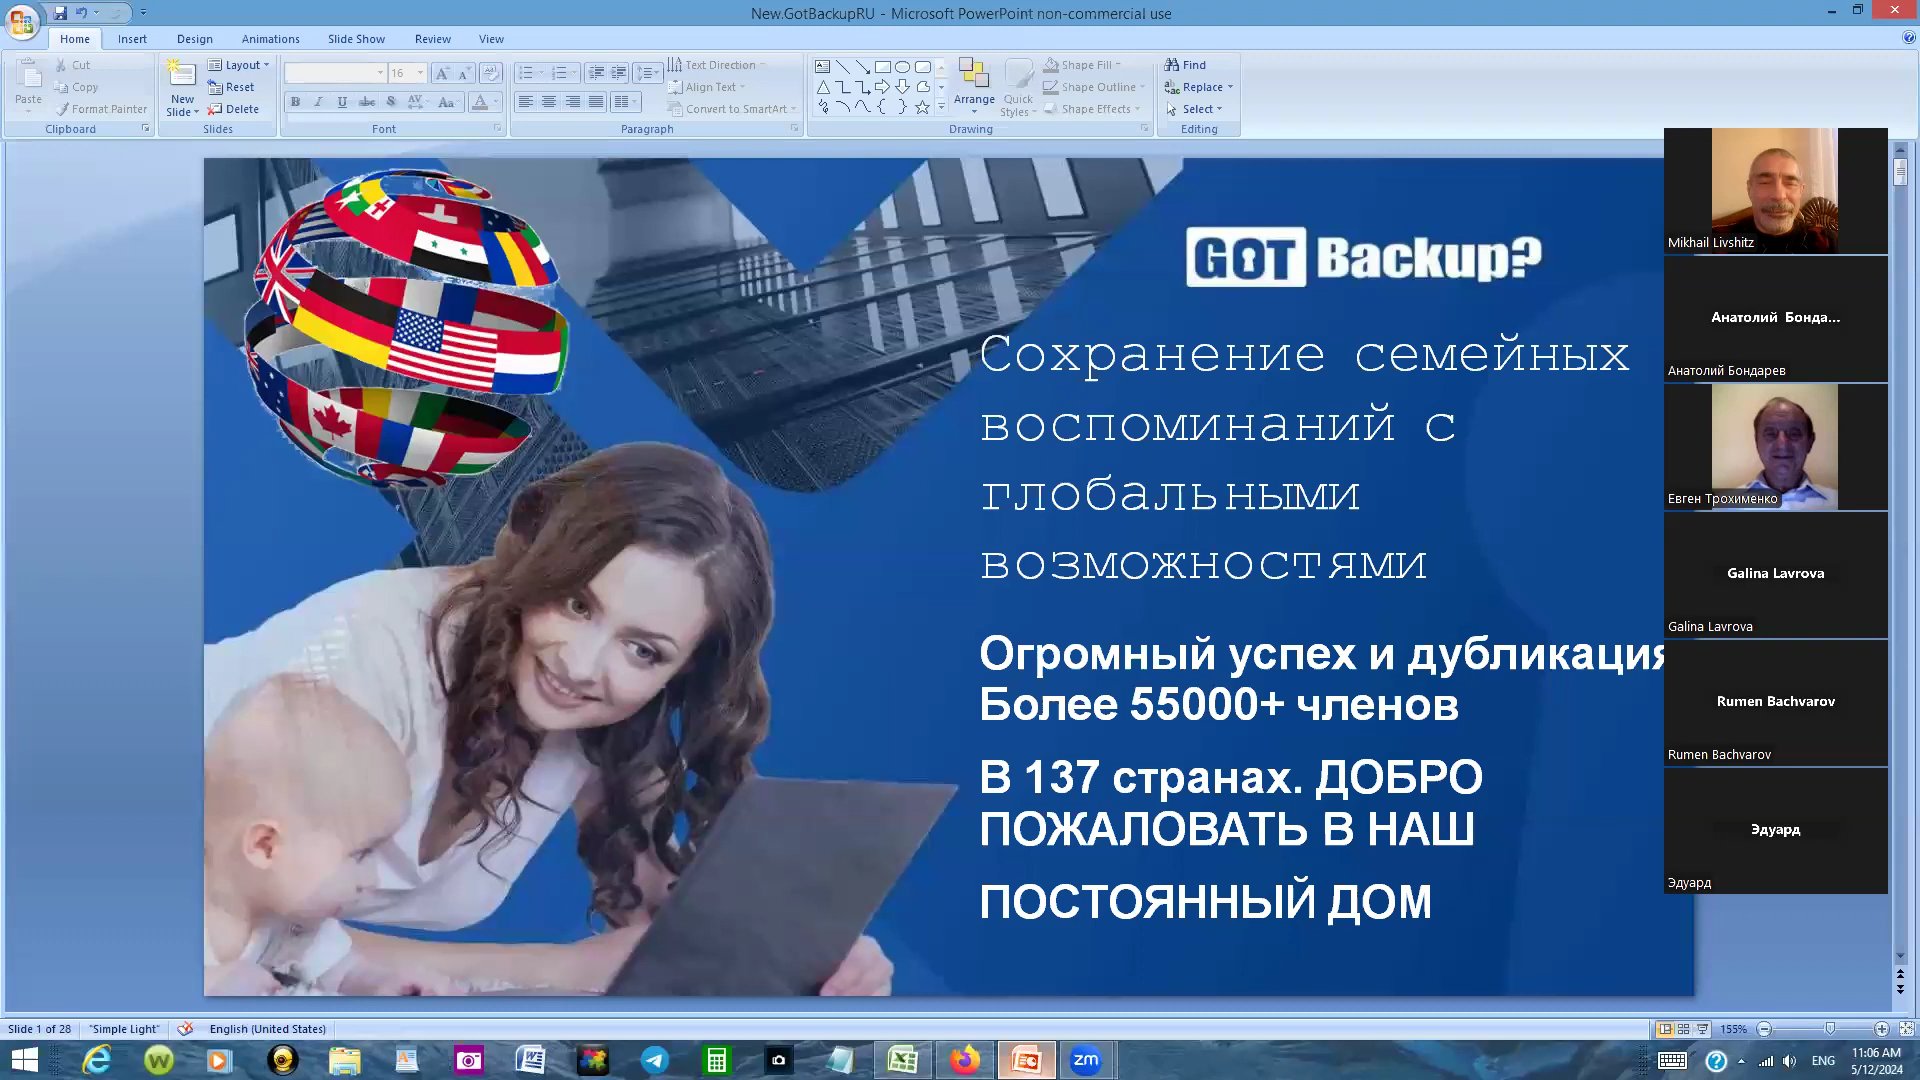 New.GotBackupRU - Microsoft PowerPoint non-commercial use
Home Insert Design Animations Slide Show Review View
Paste
Cut
Copy
Format Painter
Clipboard
New Slide
Layout
Reset
Delete
Slides
16
B I U abe S AV Aa A
Font
Text Direction
Align Text
Convert to SmartArt
Paragraph
Arrange
Quick Styles
Shape Fill
Shape Outline
Shape Effects
Drawing
Find
Replace
Select
Editing
GOT Backup?
Сохранение семейных
воспоминаний с
глобальными
возможностями
Огромный успех и дубликация
Более 55000+ членов
В 137 странах. ДОБРО
ПОЖАЛОВАТЬ В НАШ
ПОСТОЯННЫЙ ДОМ
Mikhail Livshitz
Анатолий Бонда...
Анатолий Бондарев
Евген Трохименко
Galina Lavrova
Galina Lavrova
Rumen Bachvarov
Rumen Bachvarov
Эдуард
Эдуард
Slide 1 of 28 "Simple Light" English (United States)
155%
zm
ENG
11:06 AM
5/12/2024